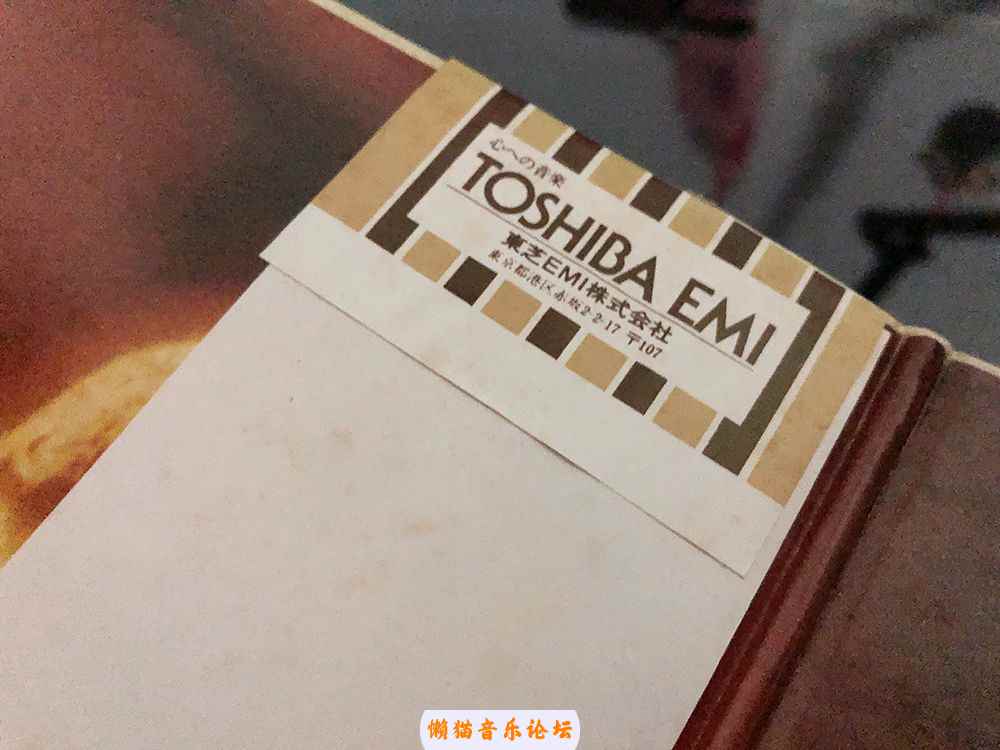 心への音楽
TOSHIBA EMI
東芝EMI株式会社
東京都港区赤坂2-2-17 〒107
懒猫音乐论坛